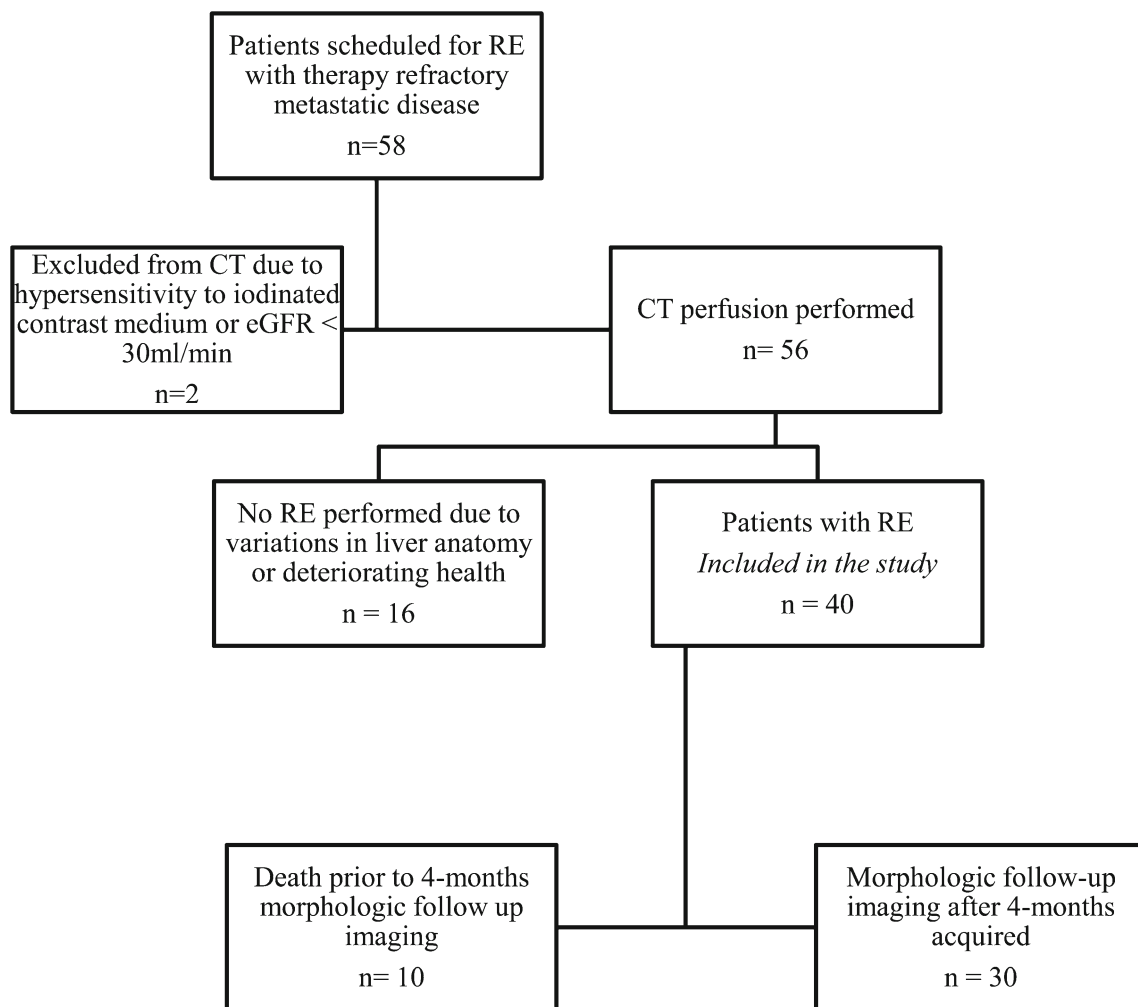 Patients scheduled for RE
with therapy refractory
metastatic disease
n=58
Excluded from CT due to
hypersensitivity to iodinated
contrast medium or eGFR <
30ml/min
n=2
CT perfusion performed
n= 56
No RE performed due to
variations in liver anatomy
or deteriorating health
n = 16
Patients with RE
Included in the study
n = 40
Death prior to 4-months
morphologic follow up
imaging
n= 10
Morphologic follow-up
imaging after 4-months
acquired
n = 30